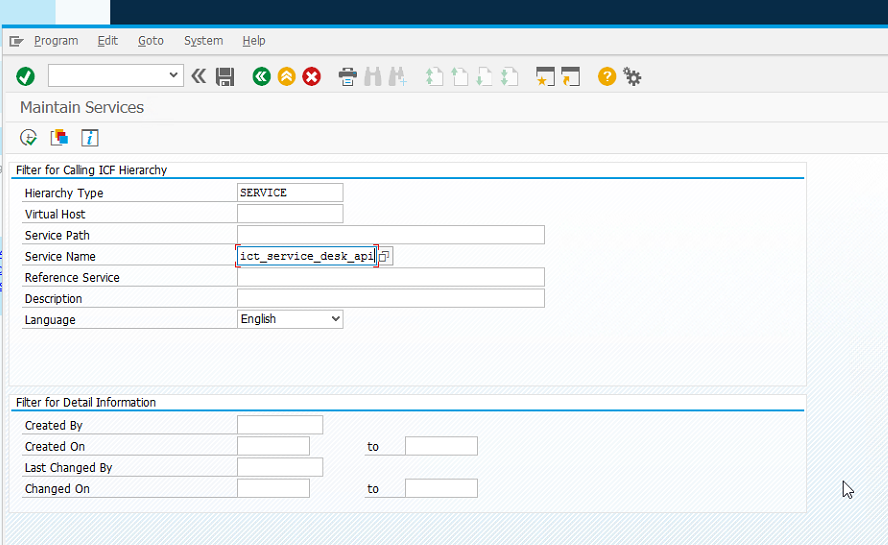 Program Edit Goto System Help
Maintain Services
Filter for Calling ICF Hierarchy
Hierarchy Type SERVICE
Virtual Host
Service Path
Service Name ict_service_desk_api
Reference Service
Description
Language English
Filter for Detail Information
Created By
Created On to
Last Changed By
Changed On to